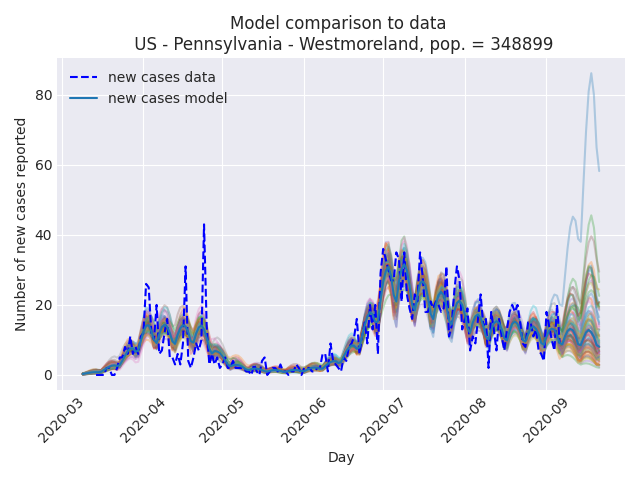 Model comparison to data
US - Pennsylvania - Westmoreland, pop. = 348899
new cases data
new cases model
Number of new cases reported
80
60
40
20
0
2020-03
2020-04
2020-05
2020-06
2020-07
2020-08
2020-09
Day